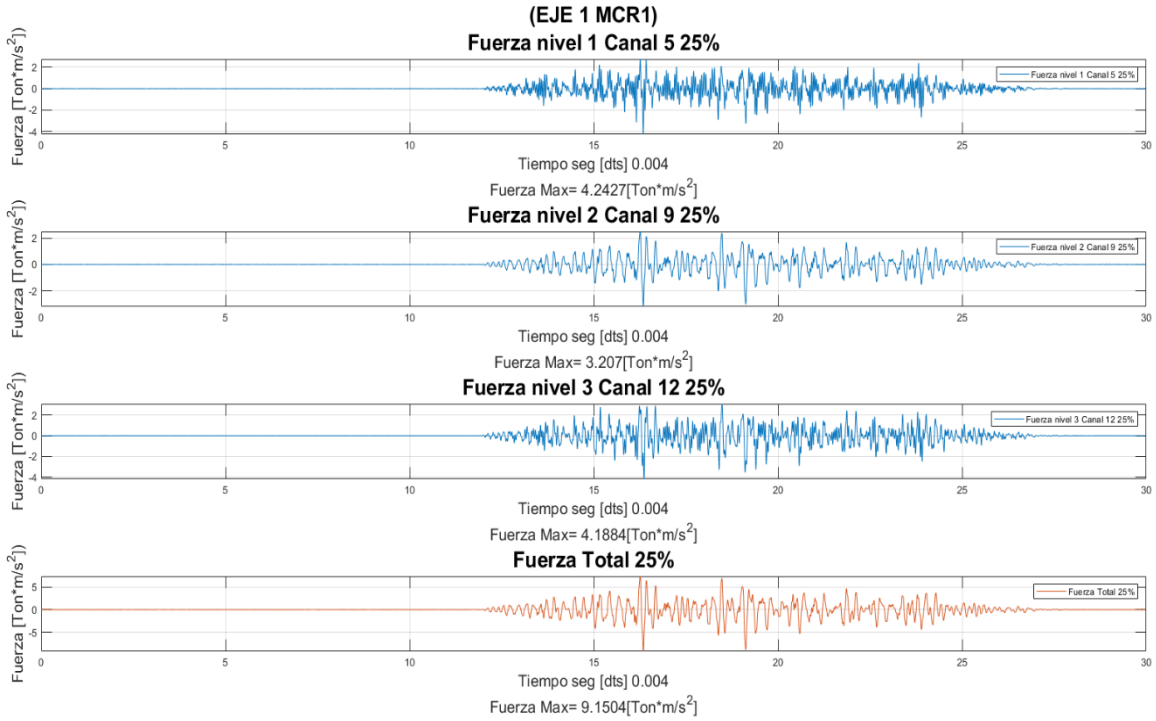 (EJE 1 MCR1)
Fuerza nivel 1 Canal 5 25%
Fuerza [Ton*m/s²])
2
0
-2
-4
Fuerza nivel 1 Canal 5 25%
0 5 10 15 20 25 30
Tiempo seg [dts] 0.004
Fuerza Max= 4.2427[Ton*m/s²]
Fuerza nivel 2 Canal 9 25%
Fuerza [Ton*m/s²])
2
0
-2
Fuerza nivel 2 Canal 9 25%
0 5 10 15 20 25 30
Tiempo seg [dts] 0.004
Fuerza Max= 3.207[Ton*m/s²]
Fuerza nivel 3 Canal 12 25%
Fuerza [Ton*m/s²])
2
0
-2
-4
Fuerza nivel 3 Canal 12 25%
0 5 10 15 20 25 30
Tiempo seg [dts] 0.004
Fuerza Max= 4.1884[Ton*m/s²]
Fuerza Total 25%
Fuerza [Ton*m/s²])
5
0
-5
Fuerza Total 25%
0 5 10 15 20 25 30
Tiempo seg [dts] 0.004
Fuerza Max= 9.1504[Ton*m/s²]